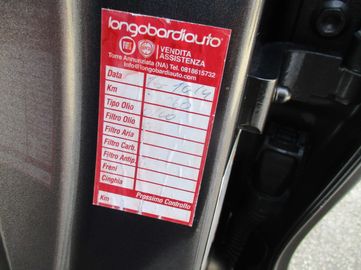 longobardiauto
VENDITA
ASSISTENZA
Torre Annunziata (NA) Tel. 0818615732
info@longobardiauto.com
Data
Km
Tipo Olio
Filtro Olio
Filtro Aria
Filtro Carb.
Filtro Antip.
Freni
Cinghia
Prossimo Controllo
Km